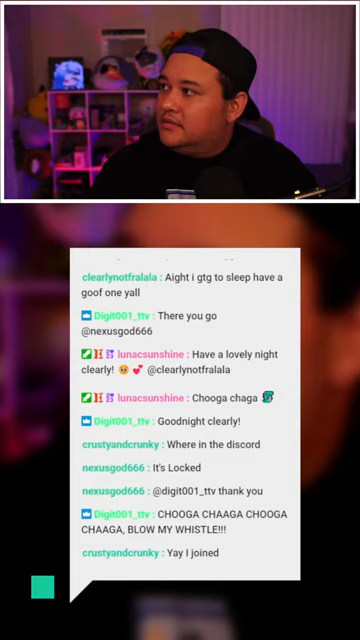 clearlynotfralala : Aight i gtg to sleep have a
goof one yall
Digit001_ttv : There you go
@nexusgod666
lunacsunshine : Have a lovely night
clearly! 🥺 💕 @clearlynotfralala
lunacsunshine : Chooga chaga
Digit001_ttv : Goodnight clearly!
crustyandcrunky : Where in the discord
nexusgod666 : It's Locked
nexusgod666 : @digit001_ttv thank you
Digit001_ttv : CHOOGA CHAAGA CHOOGA
CHAAGA, BLOW MY WHISTLE!!!
crustyandcrunky : Yay I joined